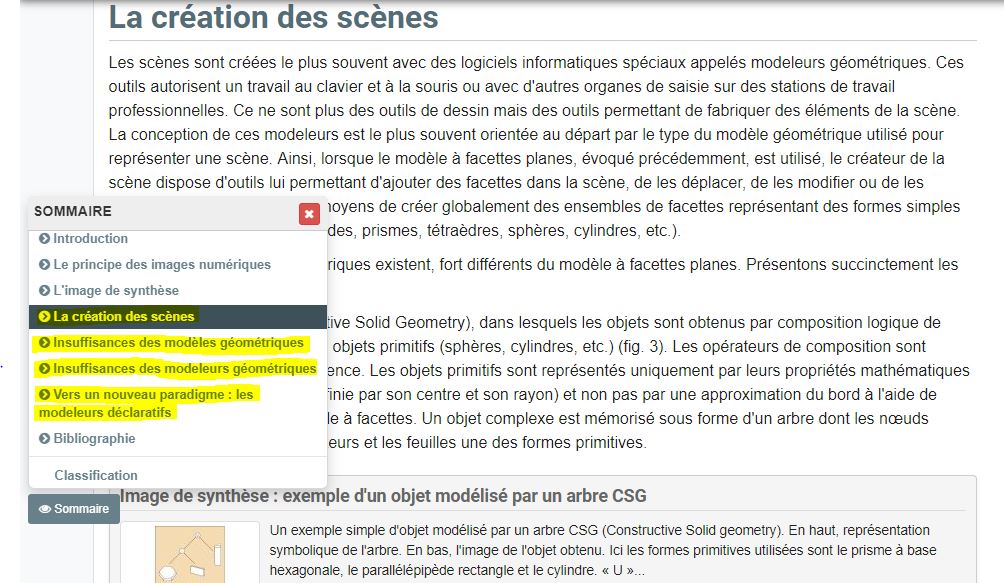 La création des scènes
Les scènes sont créées le plus souvent avec des logiciels informatiques spéciaux appelés modeleurs géométriques. Ces
outils autorisent un travail au clavier et à la souris ou avec d'autres organes de saisie sur des stations de travail
professionnelles. Ce ne sont plus des outils de dessin mais des outils permettant de fabriquer des éléments de la scène.
La conception de ces modeleurs est le plus souvent orientée au départ par le type du modèle géométrique utilisé pour
représenter une scène. Ainsi, lorsque le modèle à facettes planes, évoqué précédemment, est utilisé, le créateur de la
scène dispose d'outils lui permettant d'ajouter des facettes dans la scène, de les déplacer, de les modifier ou de les
moyens de créer globalement des ensembles de facettes représentant des formes simples
des, prismes, tétraèdres, sphères, cylindres, etc.).
riques existent, fort différents du modèle à facettes planes. Présentons succinctement les
tive Solid Geometry), dans lesquels les objets sont obtenus par composition logique de
objets primitifs (sphères, cylindres, etc.) (fig. 3). Les opérateurs de composition sont
ence. Les objets primitifs sont représentés uniquement par leurs propriétés mathématiques
finie par son centre et son rayon) et non pas par une approximation du bord à l'aide de
le à facettes. Un objet complexe est mémorisé sous forme d'un arbre dont les nœuds
eurs et les feuilles une des formes primitives.
SOMMAIRE
Introduction
Le principe des images numériques
L'image de synthèse
La création des scènes
Insuffisances des modèles géométriques
Insuffisances des modeleurs géométriques
Vers un nouveau paradigme : les
modeleurs déclaratifs
Bibliographie
Classification
Sommaire
Image de synthèse : exemple d'un objet modélisé par un arbre CSG
Un exemple simple d'objet modélisé par un arbre CSG (Constructive Solid geometry). En haut, représentation
symbolique de l'arbre. En bas, l'image de l'objet obtenu. Ici les formes primitives utilisées sont le prisme à base
hexagonale, le parallélépipède rectangle et le cylindre. « U »...